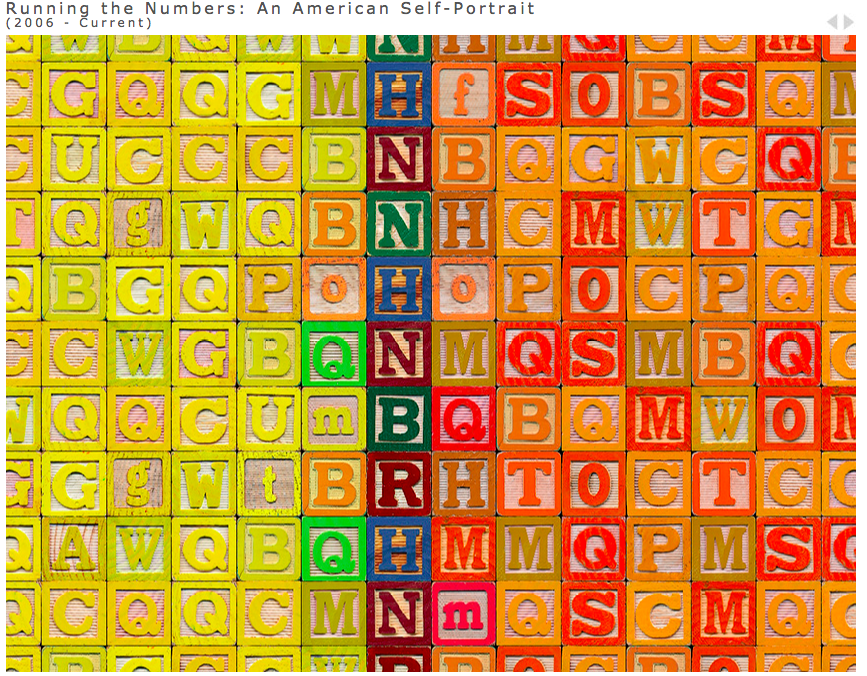 Running the Numbers: An American Self-Portrait
(2006 - Current)
G Q Q G M H f S O B S Q
U C C C B N B Q G W C Q
Q g W Q B N H C M W T G
B G Q P o H o P O C P Q
C W G B Q N M Q S M B Q
Q Q C U m B Q B Q M W O
G g W t B R H T O C T C
A W Q B Q H M M Q P M S
C Q Q C M N m Q S C M Q